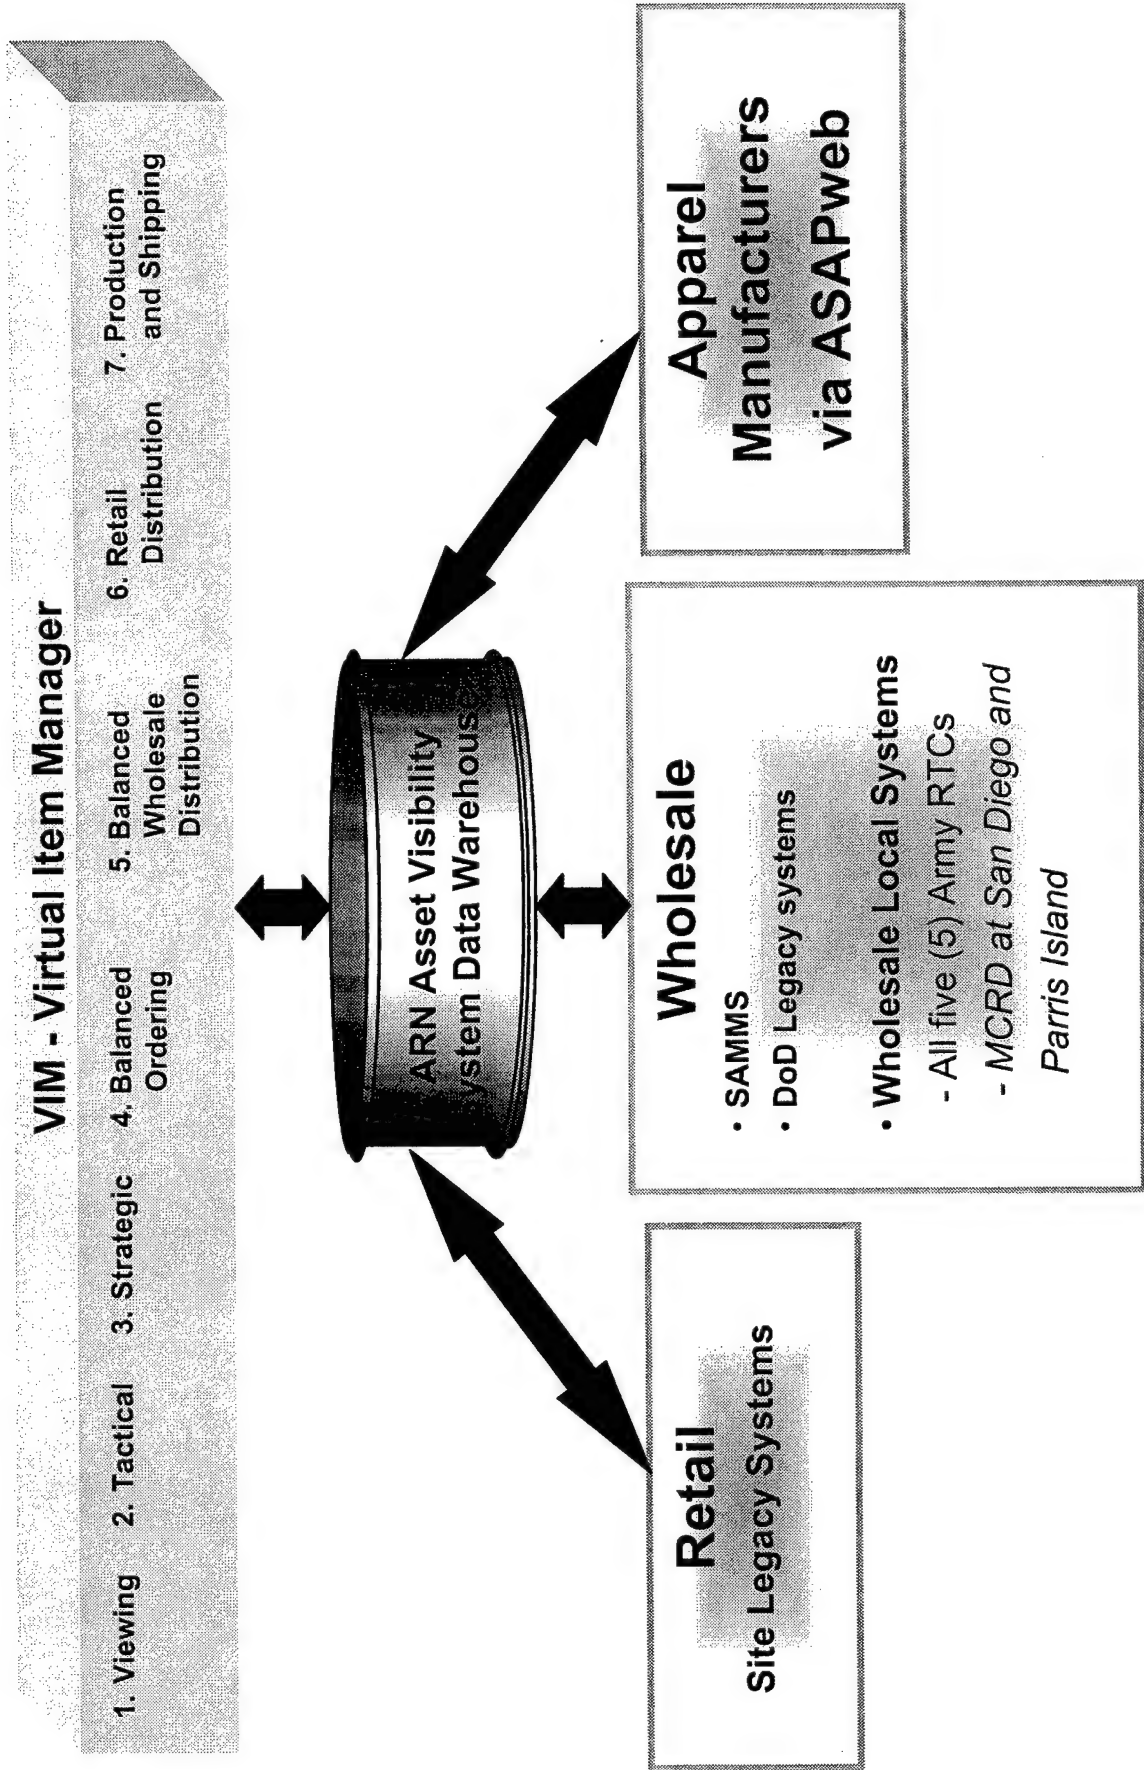 VIM - Virtual Item Manager
1. Viewing
2. Tactical
3. Strategic
4. Balanced
Ordering
5. Balanced
Wholesale
Distribution
6. Retail
Distribution
7. Production
and Shipping
ARN Asset Visibility
ystem Data Warehouse
Retail
Site Legacy Systems
Wholesale
• SAMMS
• DoD Legacy systems
• Wholesale Local Systems
- All five (5) Army RTCs
- MCRD at San Diego and
Parris Island
Apparel
Manufacturers
via ASAPweb